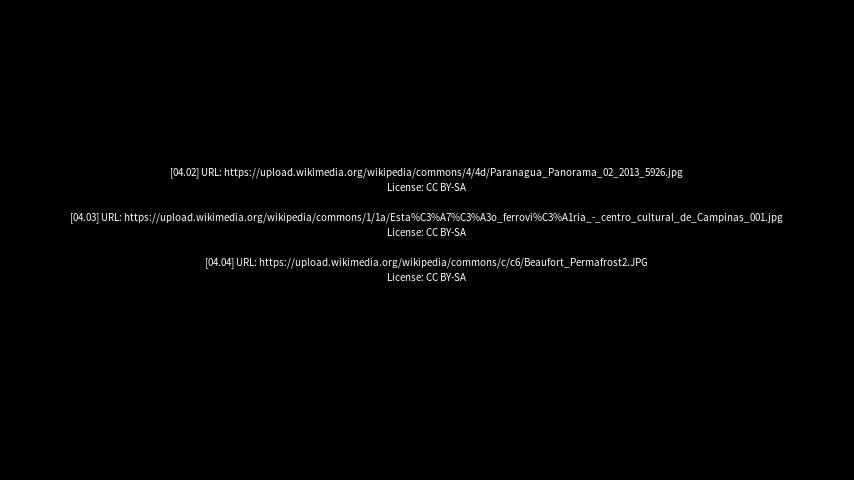 [04.02] URL: https://upload.wikimedia.org/wikipedia/commons/4/4d/Paranagua_Panorama_02_2013_5926.jpg
License: CC BY-SA
[04.03] URL: https://upload.wikimedia.org/wikipedia/commons/1/1a/Esta%C3%A7%C3%A3o_ferrovi%C3%A1ria_-_centro_cultural_de_Campinas_001.jpg
License: CC BY-SA
[04.04] URL: https://upload.wikimedia.org/wikipedia/commons/c/c6/Beaufort_Permafrost2.JPG
License: CC BY-SA